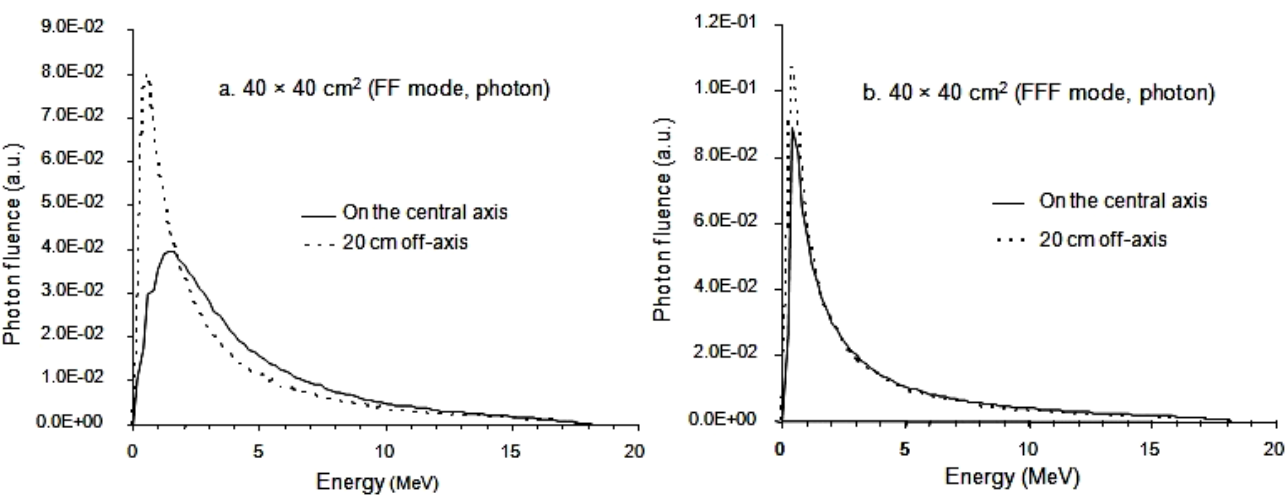 9.0E-02
8.0E-02
7.0E-02
6.0E-02
5.0E-02
4.0E-02
3.0E-02
2.0E-02
1.0E-02
0.0E+00
Photon fluence (a.u.)
a. 40 × 40 cm² (FF mode, photon)
On the central axis
20 cm off-axis
0 5 10 15 20
Energy (MeV)
1.2E-01
1.0E-01
8.0E-02
6.0E-02
4.0E-02
2.0E-02
0.0E+00
Photon fluence (a.u.)
b. 40 × 40 cm² (FFF mode, photon)
On the central axis
20 cm off-axis
0 5 10 15 20
Energy (MeV)